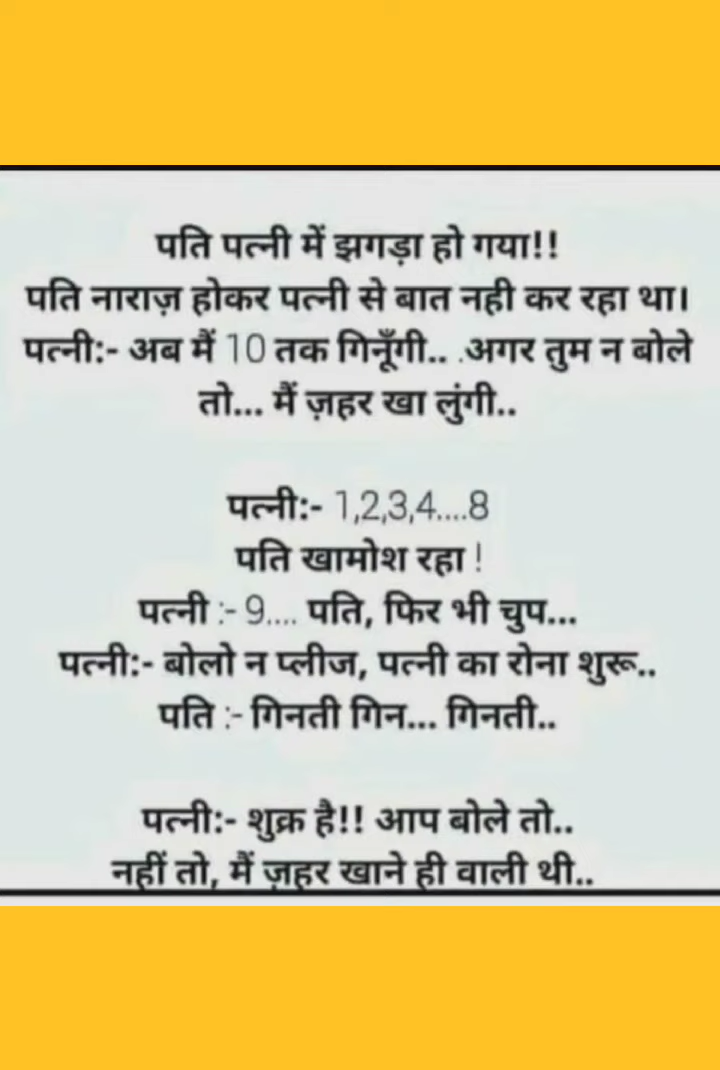 पति पत्नी में झगड़ा हो गया!!
पति नाराज़ होकर पत्नी से बात नही कर रहा था।
पत्नी:- अब मैं 10 तक गिनूँगी.. .अगर तुम न बोले
तो... मैं ज़हर खा लुंगी..
पत्नी:- 1,2,3,4....8
पति खामोश रहा !
पत्नी :- 9.... पति, फिर भी चुप...
पत्नी:- बोलो न प्लीज, पत्नी का रोना शुरू..
पति :- गिनती गिन... गिनती..
पत्नी:- शुक्र है!! आप बोले तो..
नहीं तो, मैं ज़हर खाने ही वाली थी..